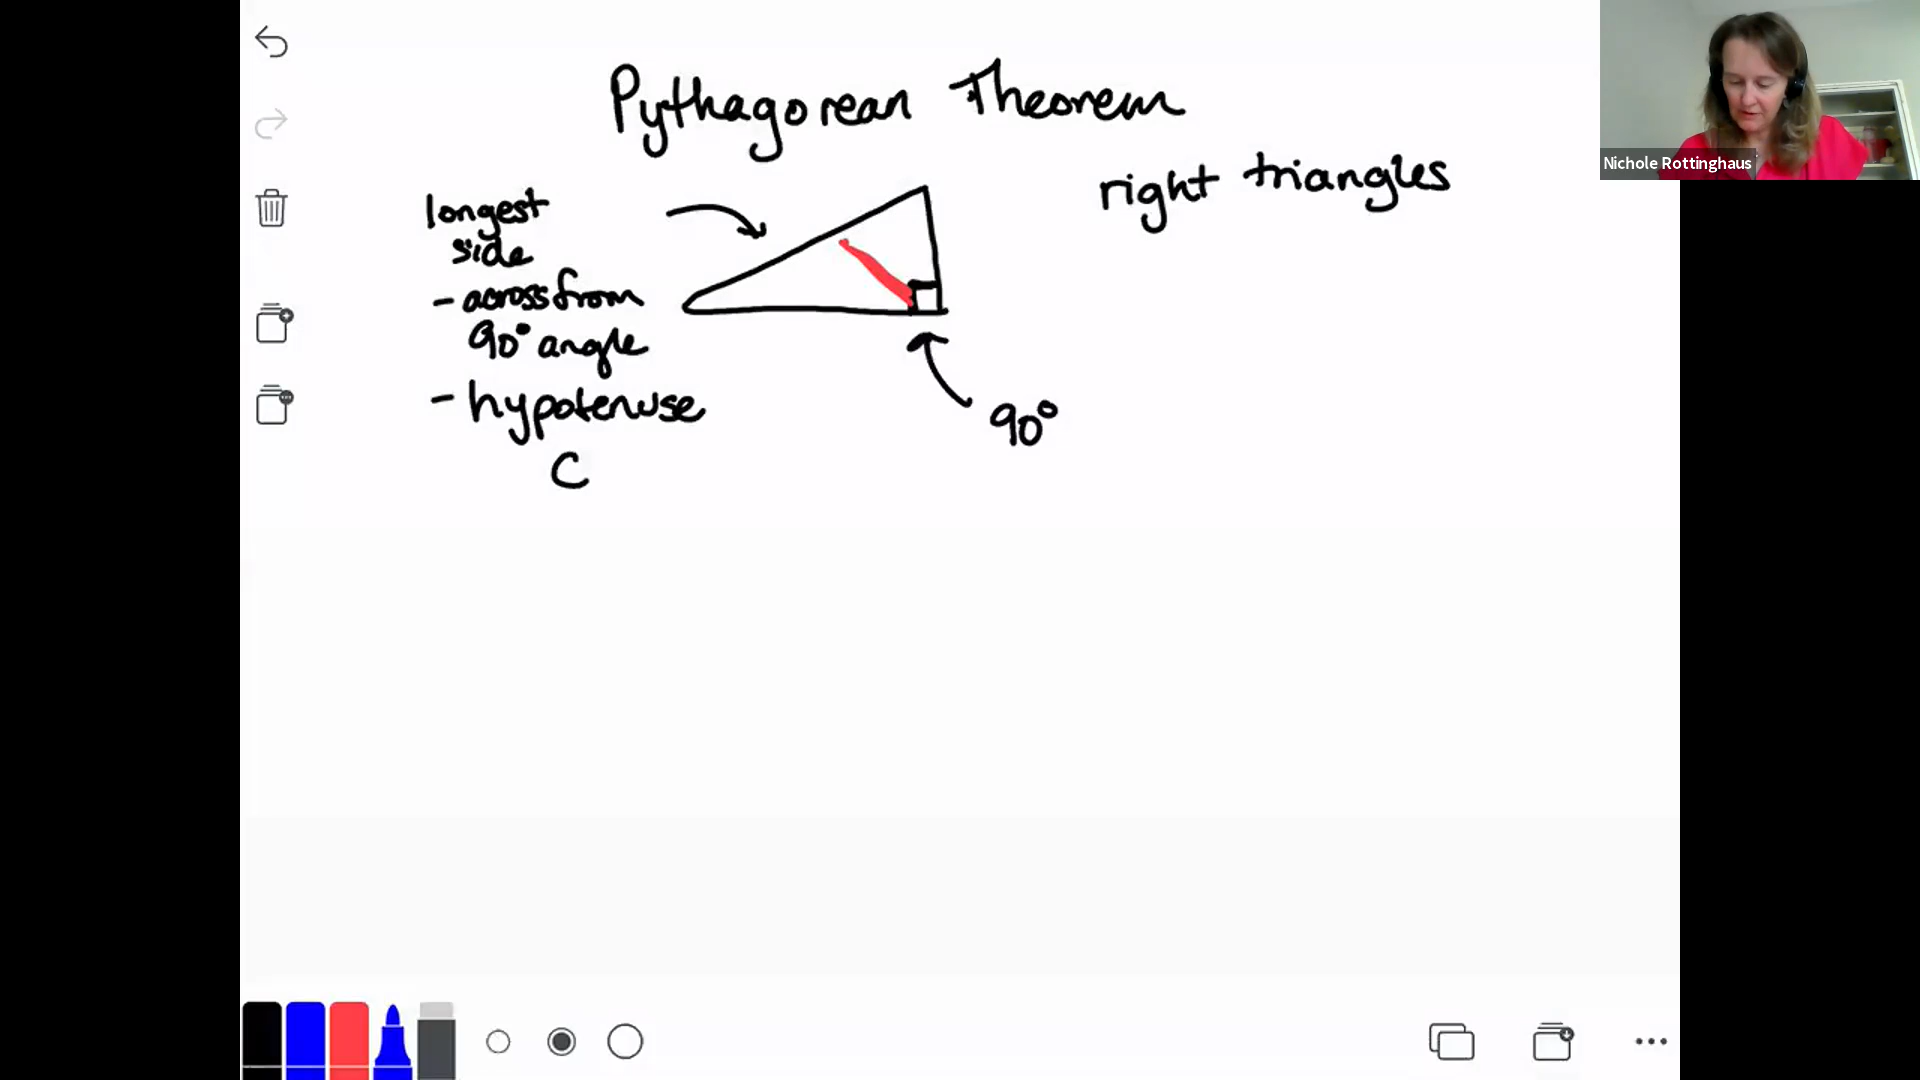 Pythagorean Theorem
Nichole Rottinghaus
right triangles
longest
side
- across from
90° angle
- hypotenuse
C
90°